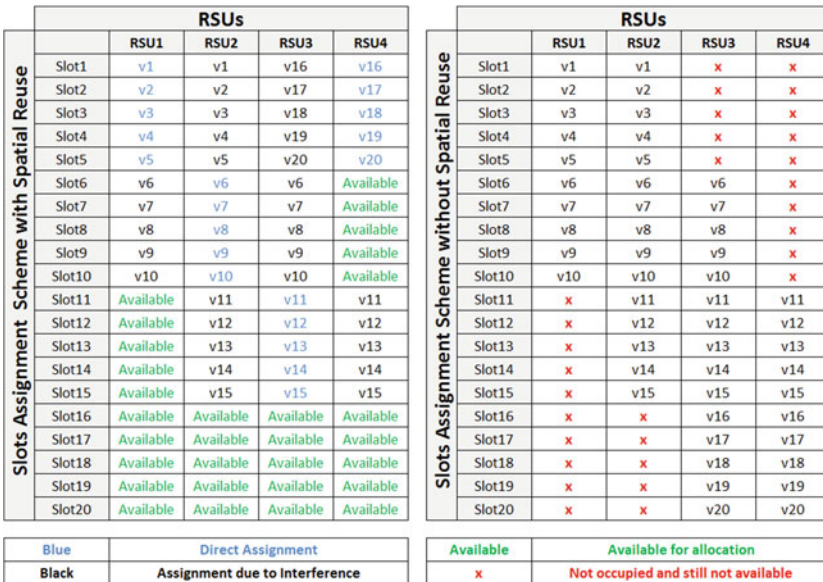 RSUs
Slots Assignment Scheme with Spatial Reuse
RSU1 RSU2 RSU3 RSU4
Slot1 v1 v1 v16 v16
Slot2 v2 v2 v17 v17
Slot3 v3 v3 v18 v18
Slot4 v4 v4 v19 v19
Slot5 v5 v5 v20 v20
Slot6 v6 v6 v6 Available
Slot7 v7 v7 v7 Available
Slot8 v8 v8 v8 Available
Slot9 v9 v9 v9 Available
Slot10 v10 v10 v10 Available
Slot11 Available v11 v11 v11
Slot12 Available v12 v12 v12
Slot13 Available v13 v13 v13
Slot14 Available v14 v14 v14
Slot15 Available v15 v15 v15
Slot16 Available Available Available Available
Slot17 Available Available Available Available
Slot18 Available Available Available Available
Slot19 Available Available Available Available
Slot20 Available Available Available Available
Blue Direct Assignment
Black Assignment due to Interference
RSUs
Slots Assignment Scheme without Spatial Reuse
RSU1 RSU2 RSU3 RSU4
Slot1 v1 v1 x x
Slot2 v2 v2 x x
Slot3 v3 v3 x x
Slot4 v4 v4 x x
Slot5 v5 v5 x x
Slot6 v6 v6 v6 x
Slot7 v7 v7 v7 x
Slot8 v8 v8 v8 x
Slot9 v9 v9 v9 x
Slot10 v10 v10 v10 x
Slot11 x v11 v11 v11
Slot12 x v12 v12 v12
Slot13 x v13 v13 v13
Slot14 x v14 v14 v14
Slot15 x v15 v15 v15
Slot16 x x v16 v16
Slot17 x x v17 v17
Slot18 x x v18 v18
Slot19 x x v19 v19
Slot20 x x v20 v20
Available Available for allocation
x Not occupied and still not available